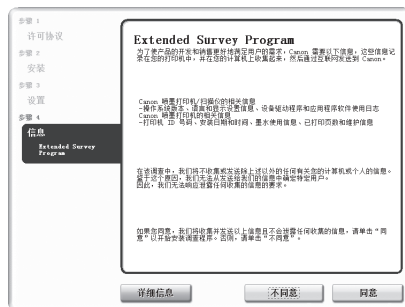 步骤 1
许可协议
步骤 2
安装
步骤 3
设置
步骤 4
信息
Extended Survey
Program
Extended Survey Program
为了使产品的开发和销售更好地满足用户的需求，Canon 需要以下信息，这些信息记
录在您的打印机中，并在您的计算机上收集起来，然后通过互联网发送到 Canon。
Canon 喷墨打印机/扫描仪的相关信息
-操作系统版本、语言和显示设置信息、设备驱动程序和应用程序软件使用日志
Canon 喷墨打印机的相关信息
-打印机 ID 号码、安装日期和时间、墨水使用信息、已打印页数和维护信息
在该调查中，我们将不收集或发送除上述以外的任何有关您的计算机或个人的信息。
鉴于这个原因，我们无法从发送给我们的信息中确定特定用户。
因此，我们无法响应泄露任何收集的信息的要求。
如果您同意，我们将收集并发送以上信息且不会泄露任何收集的信息，请单击“同
意”以开始安装调查程序。否则，请单击“不同意”。
详细信息
不同意
同意